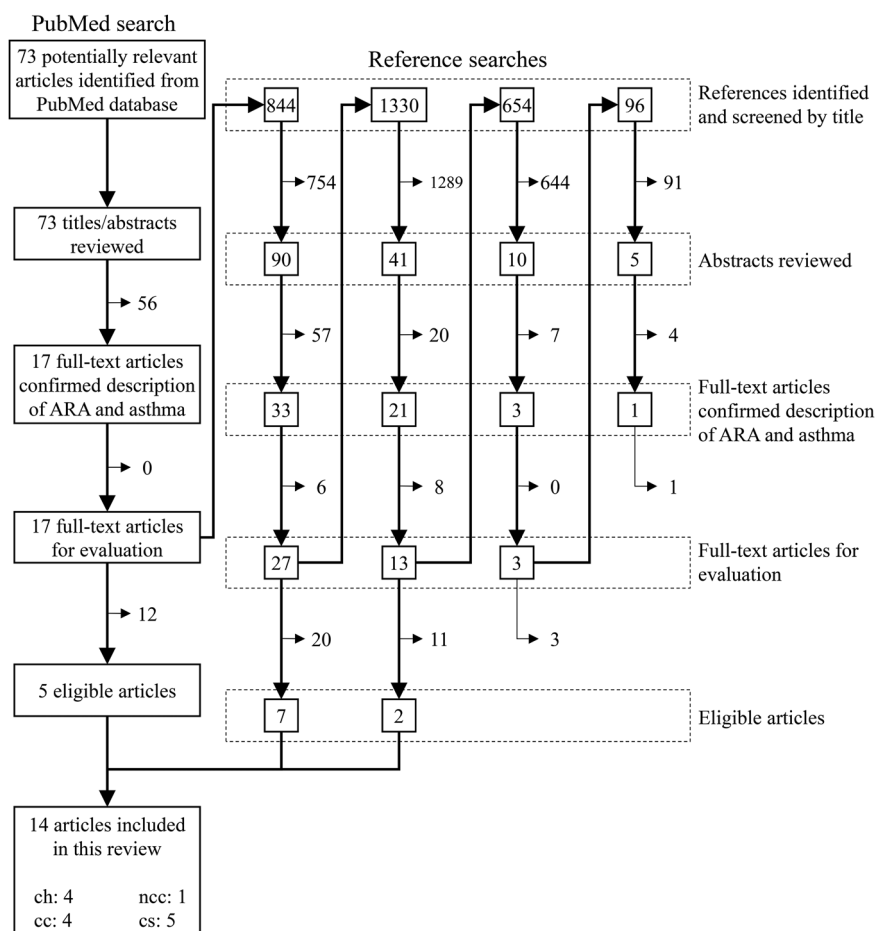 PubMed search
73 potentially relevant
articles identified from
PubMed database
73 titles/abstracts
reviewed
56
17 full-text articles
confirmed description
of ARA and asthma
0
17 full-text articles
for evaluation
12
5 eligible articles
14 articles included
in this review
ch: 4 ncc: 1
cc: 4 cs: 5
Reference searches
844 1330 654 96
References identified
and screened by title
754 1289 644 91
90 41 10 5
Abstracts reviewed
57 20 7 4
33 21 3 1
Full-text articles
confirmed description
of ARA and asthma
6 8 0 1
27 13 3
Full-text articles for
evaluation
20 11 3
7 2
Eligible articles